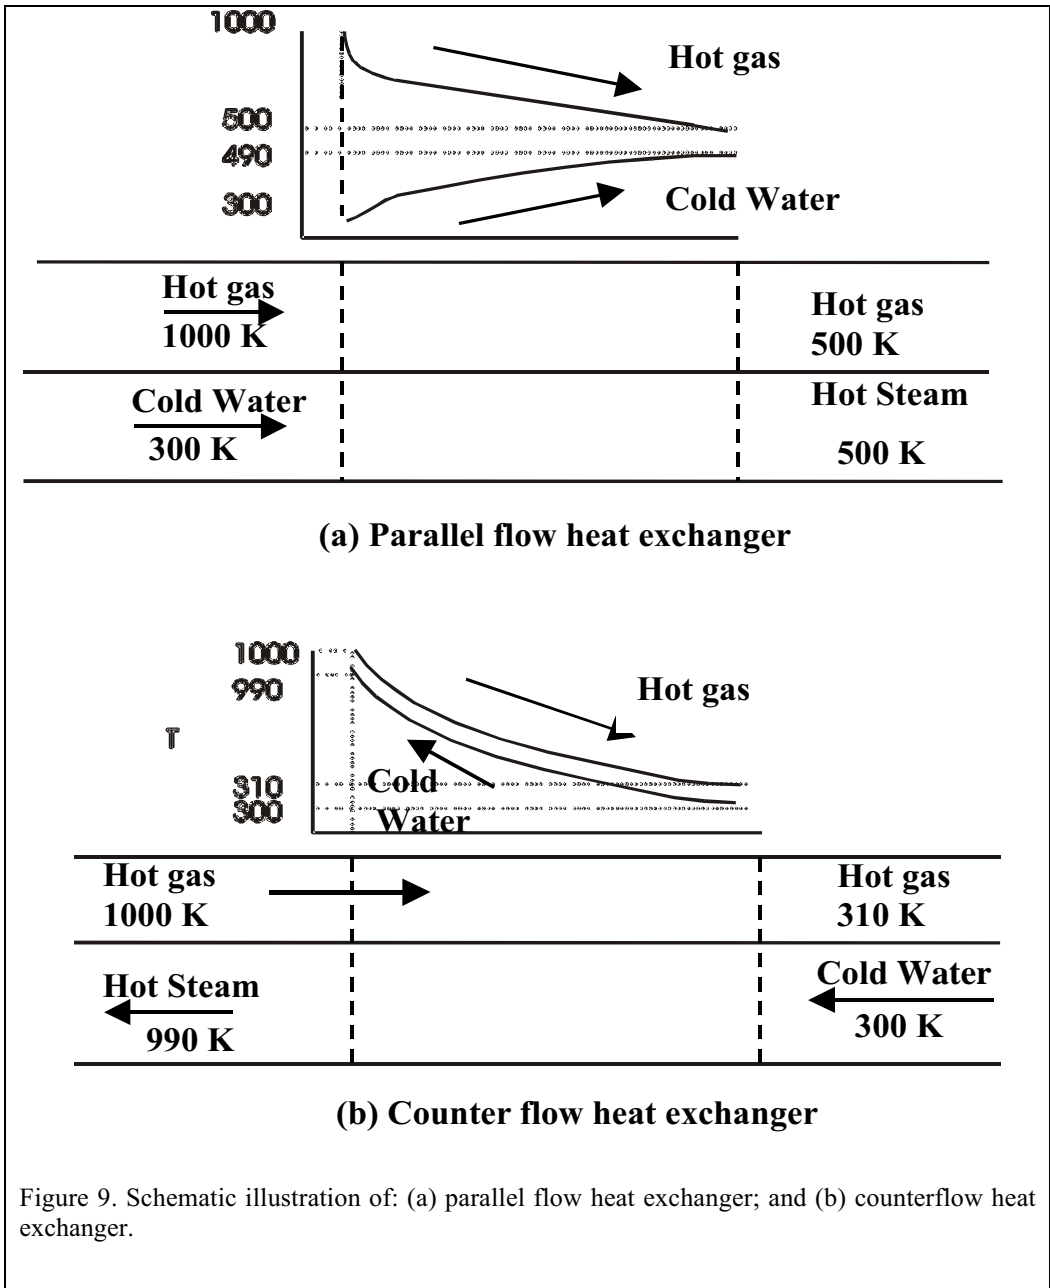 1000
Hot gas
500
490
300
Cold Water
Hot gas
1000 K
Hot gas
500 K
Cold Water
300 K
Hot Steam
500 K
(a) Parallel flow heat exchanger
1000
990
Hot gas
T
310
300
Cold
Water
Hot gas
1000 K
Hot gas
310 K
Hot Steam
990 K
Cold Water
300 K
(b) Counter flow heat exchanger
Figure 9. Schematic illustration of: (a) parallel flow heat exchanger; and (b) counterflow heat
exchanger.